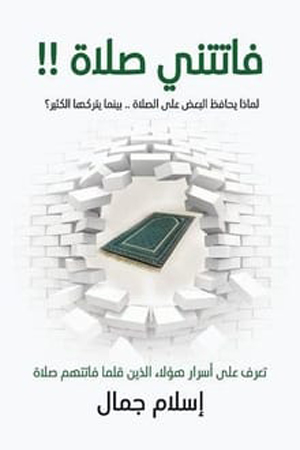 فاتتني صلاة !!
لماذا يحافظ البعض على الصلاة .. بينما يتركها الكثير؟
تعرف على أسرار هؤلاء الذين قلما فاتتهم صلاة
إسلام جمال